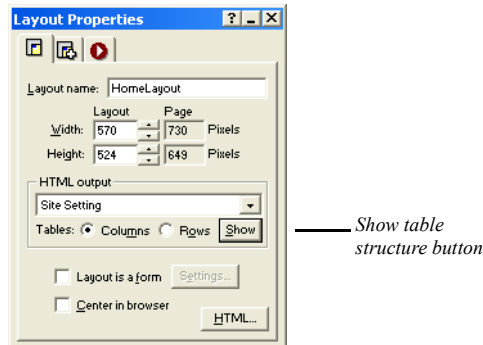 Layout Properties
Layout name: HomeLayout
Layout Page
Width: 570 730 Pixels
Height: 524 649 Pixels
HTML output
Site Setting
Tables: Columns Rows Show
Show table
structure button
Layout is a form Settings...
Center in browser
HTML...